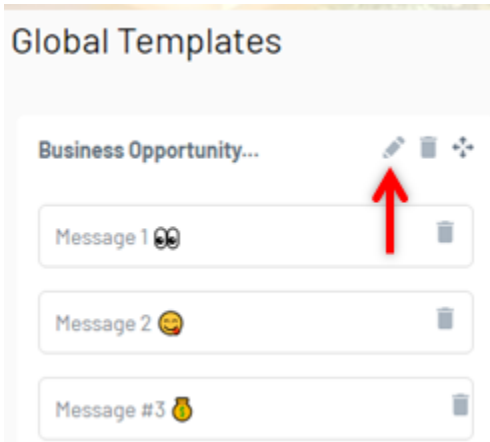 Global Templates
Business Opportunity...
Message 1 👀
Message 2 😋
Message #3 💰